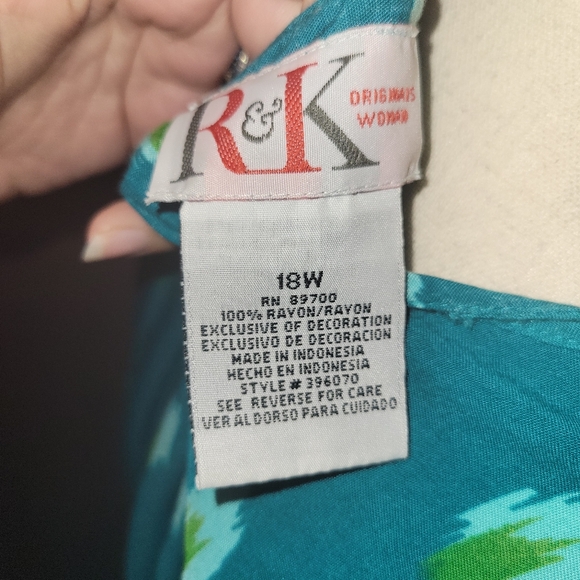 R&K ORIGINALS
WOMAN
18W
RN 89700
100% RAYON/RAYON
EXCLUSIVE OF DECORATION
EXCLUSIVO DE DECORACION
MADE IN INDONESIA
HECHO EN INDONESIA
STYLE # 396070
SEE REVERSE FOR CARE
VER AL DORSO PARA CUIDADO